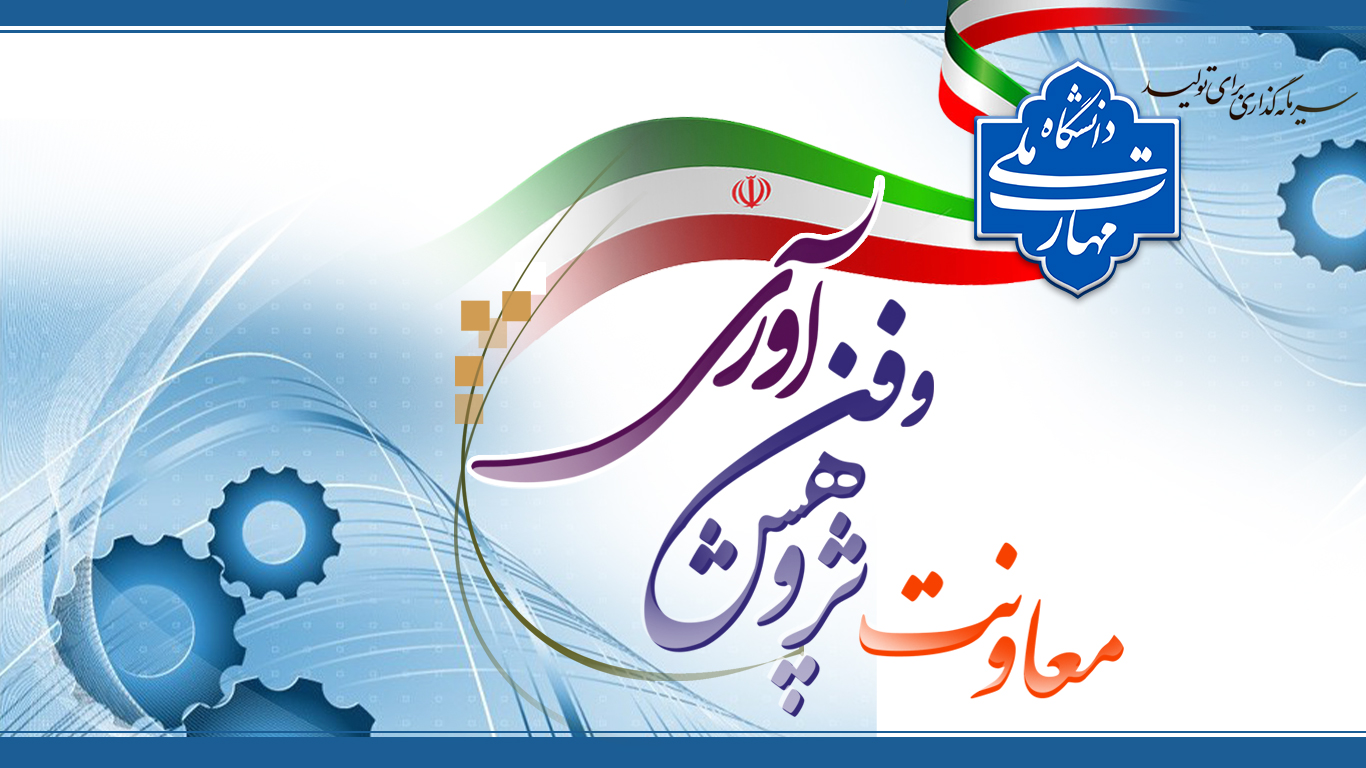 سرمایه‌گذاری برای تولید
دانشگاه
ملی
مهارت
معاونت
پژوهش
و فن
آوری